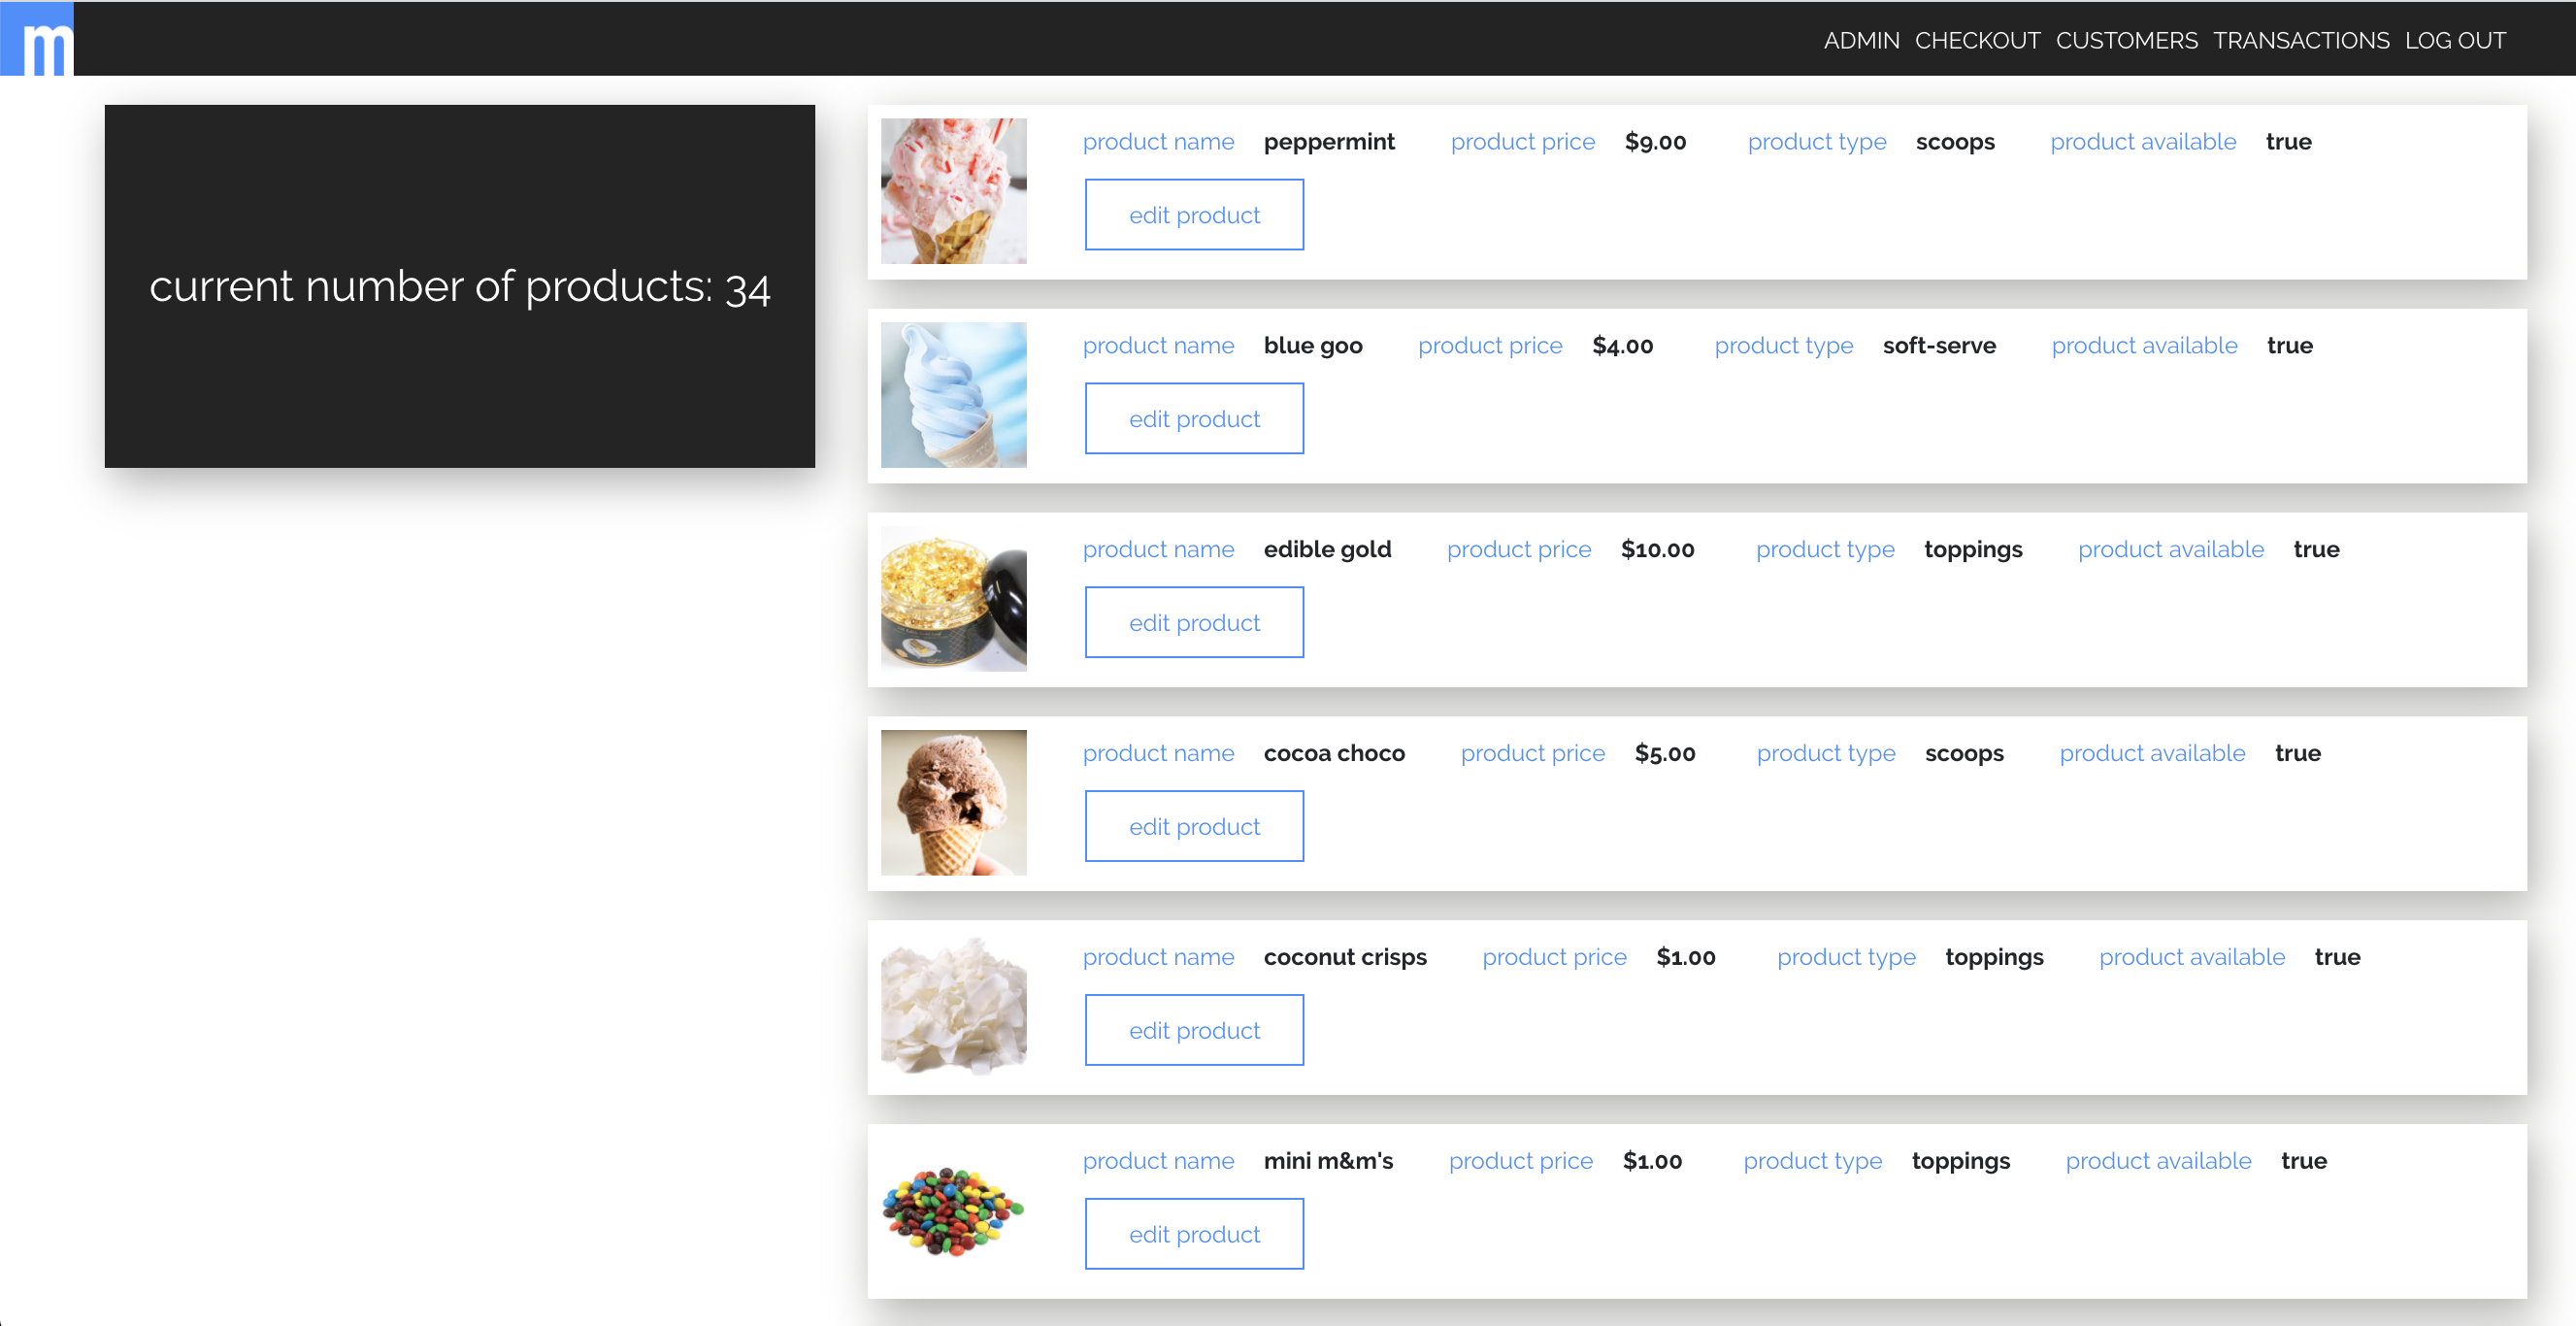 m
ADMIN CHECKOUT CUSTOMERS TRANSACTIONS LOG OUT
current number of products: 34
product name peppermint product price $9.00 product type scoops product available true
edit product
product name blue goo product price $4.00 product type soft-serve product available true
edit product
product name edible gold product price $10.00 product type toppings product available true
edit product
product name cocoa choco product price $5.00 product type scoops product available true
edit product
product name coconut crisps product price $1.00 product type toppings product available true
edit product
product name mini m&m's product price $1.00 product type toppings product available true
edit product